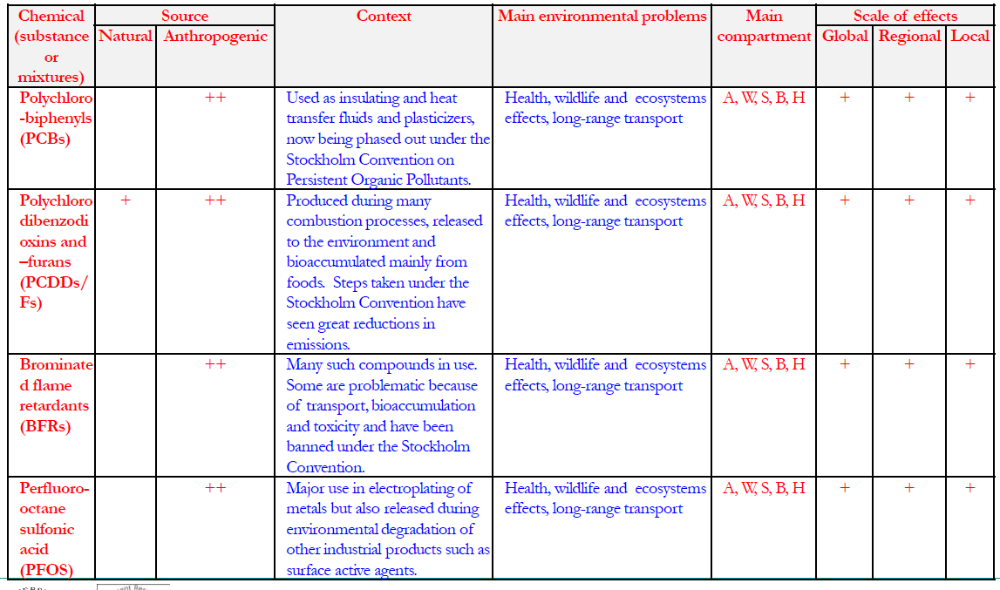 Chemical (substance or mixtures)
Source
Context
Main environmental problems
Main compartment
Scale of effects
Natural
Anthropogenic
Global
Regional
Local
Polychloro
-biphenyls
(PCBs)
++
Used as insulating and heat
transfer fluids and plasticizers,
now being phased out under the
Stockholm Convention on
Persistent Organic Pollutants.
Health, wildlife and ecosystems
effects, long-range transport
A, W, S, B, H
+
+
+
Polychloro
dibenzodi
oxins and
–furans
(PCDDs/
Fs)
+
++
Produced during many
combustion processes, released
to the environment and
bioaccumulated mainly from
foods. Steps taken under the
Stockholm Convention have
seen great reductions in
emissions.
Health, wildlife and ecosystems
effects, long-range transport
A, W, S, B, H
+
+
+
Brominate
d flame
retardants
(BFRs)
++
Many such compounds in use.
Some are problematic because
of transport, bioaccumulation
and toxicity and have been
banned under the Stockholm
Convention.
Health, wildlife and ecosystems
effects, long-range transport
A, W, S, B, H
+
+
+
Perfluoro-
octane
sulfonic
acid
(PFOS)
++
Major use in electroplating of
metals but also released during
environmental degradation of
other industrial products such as
surface active agents.
Health, wildlife and ecosystems
effects, long-range transport
A, W, S, B, H
+
+
+